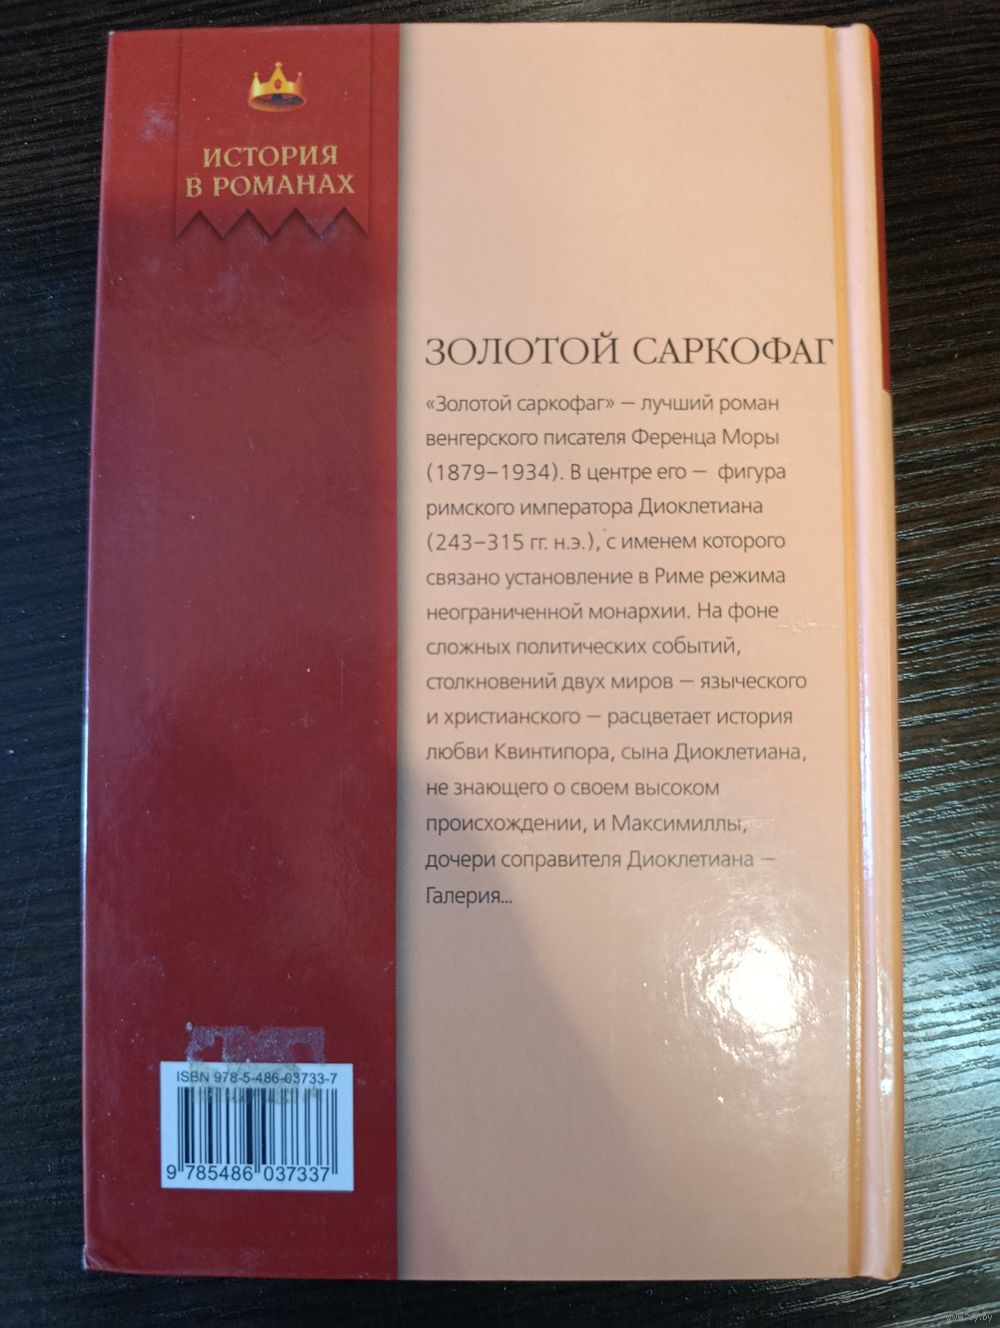 ИСТОРИЯ
В РОМАНАХ
ЗОЛОТОЙ САРКОФАГ
«Золотой саркофаг» — лучший роман
венгерского писателя Ференца Моры
(1879–1934). В центре его — фигура
римского императора Диоклетиана
(243–315 гг. н.э.), с именем которого
связано установление в Риме режима
неограниченной монархии. На фоне
сложных политических событий,
столкновений двух миров — языческого
и христианского — расцветает история
любви Квинтипора, сына Диоклетиана,
не знающего о своем высоком
происхождении, и Максимиллы,
дочери соправителя Диоклетиана —
Галерия...
ISBN 978-5-486-03733-7
9 785486 037337